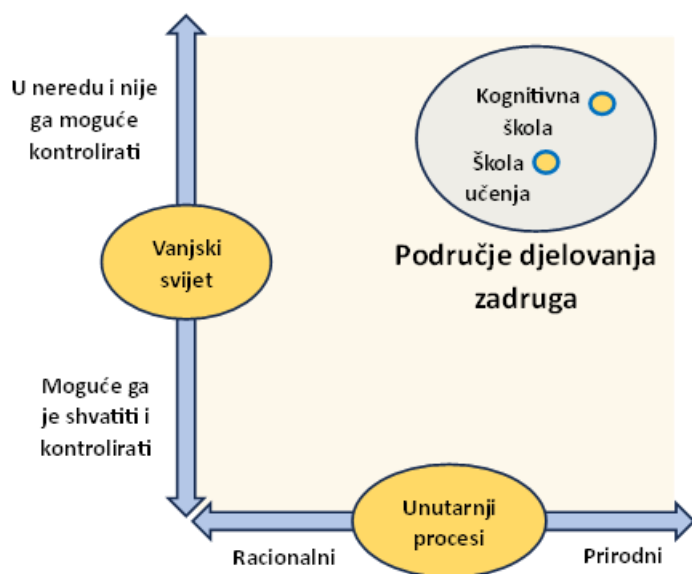 U neredu i nije
ga moguće
kontrolirati
Kognitivna
škola
Škola
učenja
Vanjski
svijet
Područje djelovanja
zadruga
Moguće ga
je shvatiti i
kontrolirati
Unutarnji
procesi
Racionalni
Prirodni